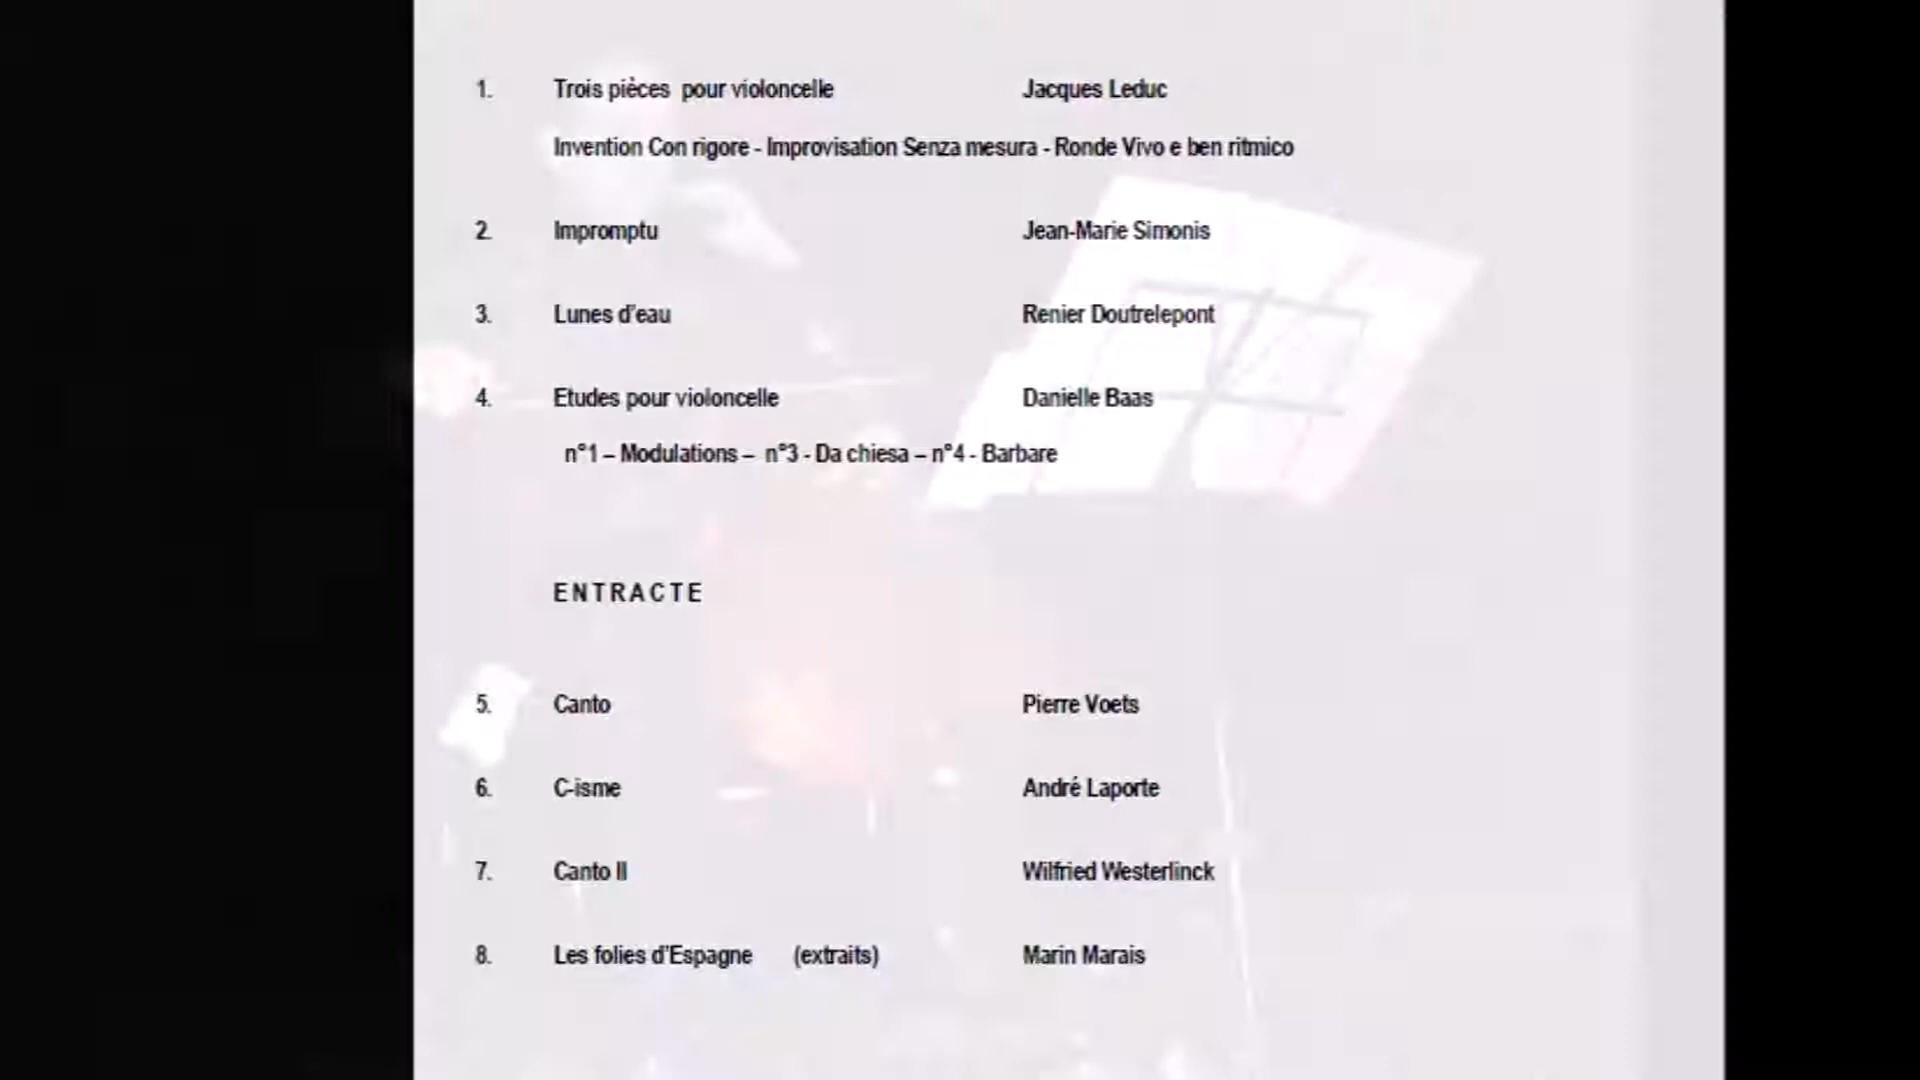 1. Trois pièces pour violoncelle Jacques Leduc
Invention Con rigore - Improvisation Senza mesura - Ronde Vivo e ben ritmico
2. Impromptu Jean-Marie Simonis
3. Lunes d'eau Renier Doutrelepont
4. Etudes pour violoncelle Danielle Baas
n°1 – Modulations – n°3 - Da chiesa – n°4 - Barbare
ENTRACTE
5. Canto Pierre Voets
6. C-isme André Laporte
7. Canto II Wilfried Westerlinck
8. Les folies d'Espagne (extraits) Marin Marais